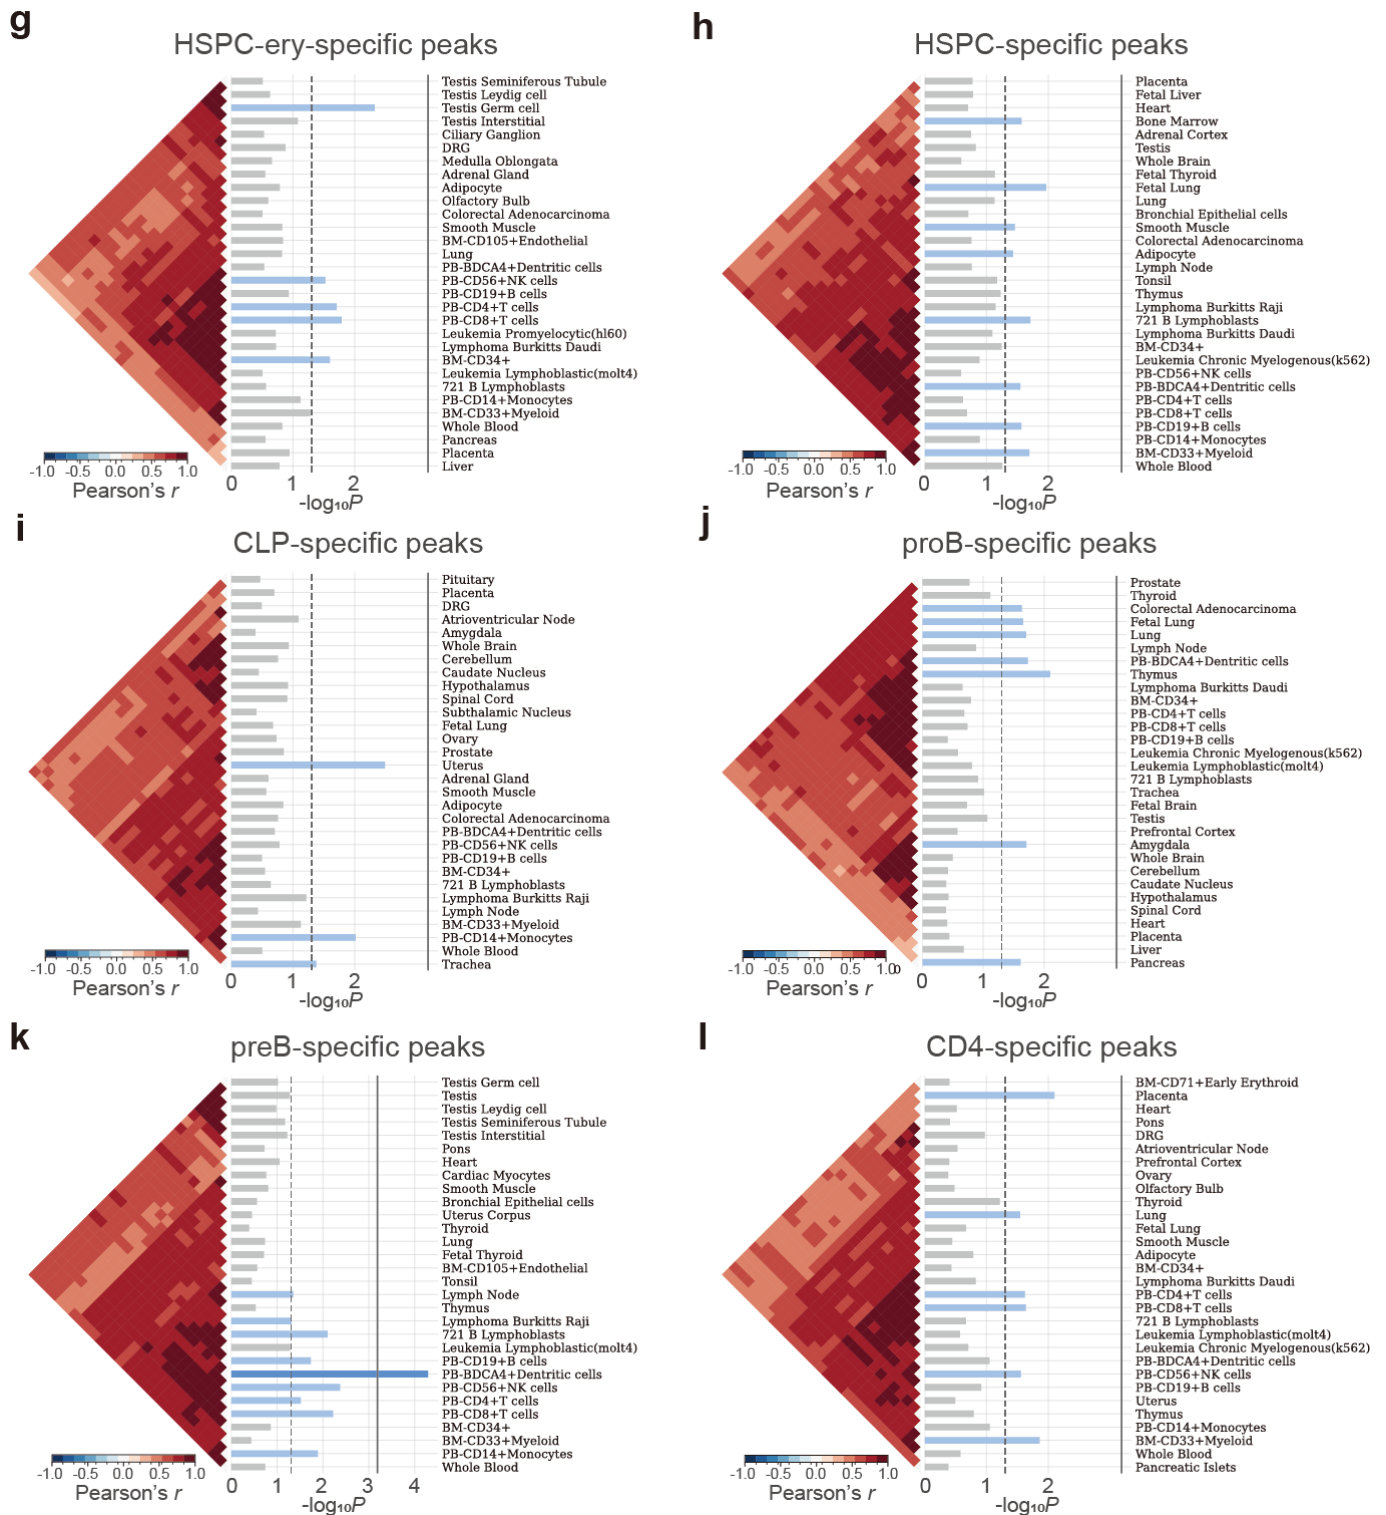 g
HSPC-ery-specific peaks
Testis Seminiferous Tubule
Testis Leydig cell
Testis Germ cell
Testis Interstitial
Ciliary Ganglion
DRG
Medulla Oblongata
Adrenal Gland
Adipocyte
Olfactory Bulb
Colorectal Adenocarcinoma
Smooth Muscle
BM-CD105+Endothelial
Lung
PB-BDCA4+Dentritic cells
PB-CD56+NK cells
PB-CD19+B cells
PB-CD4+T cells
PB-CD8+T cells
Leukemia Promyelocytic(hl60)
Lymphoma Burkitts Daudi
BM-CD34+
Leukemia Lymphoblastic(molt4)
721 B Lymphoblasts
PB-CD14+Monocytes
BM-CD33+Myeloid
Whole Blood
Pancreas
Placenta
Liver
-1.0 -0.5 0.0 0.5 1.0
Pearson's r
0 1 2
-log₁₀P
h
HSPC-specific peaks
Placenta
Fetal Liver
Heart
Bone Marrow
Adrenal Cortex
Testis
Whole Brain
Fetal Thyroid
Fetal Lung
Lung
Bronchial Epithelial cells
Smooth Muscle
Colorectal Adenocarcinoma
Adipocyte
Lymph Node
Tonsil
Thymus
Lymphoma Burkitts Raji
721 B Lymphoblasts
Lymphoma Burkitts Daudi
BM-CD34+
Leukemia Chronic Myelogenous(k562)
PB-CD56+NK cells
PB-BDCA4+Dentritic cells
PB-CD4+T cells
PB-CD8+T cells
PB-CD19+B cells
PB-CD14+Monocytes
BM-CD33+Myeloid
Whole Blood
-1.0 -0.5 0.0 0.5 1.0
Pearson's r
0 1 2
-log₁₀P
i
CLP-specific peaks
Pituitary
Placenta
DRG
Atrioventricular Node
Amygdala
Whole Brain
Cerebellum
Caudate Nucleus
Hypothalamus
Spinal Cord
Subthalamic Nucleus
Fetal Lung
Ovary
Prostate
Uterus
Adrenal Gland
Smooth Muscle
Adipocyte
Colorectal Adenocarcinoma
PB-BDCA4+Dentritic cells
PB-CD56+NK cells
PB-CD19+B cells
BM-CD34+
721 B Lymphoblasts
Lymphoma Burkitts Raji
Lymph Node
BM-CD33+Myeloid
PB-CD14+Monocytes
Whole Blood
Trachea
-1.0 -0.5 0.0 0.5 1.0
Pearson's r
0 1 2
-log₁₀P
j
proB-specific peaks
Prostate
Thyroid
Colorectal Adenocarcinoma
Fetal Lung
Lung
Lymph Node
PB-BDCA4+Dentritic cells
Thymus
Lymphoma Burkitts Daudi
BM-CD34+
PB-CD4+T cells
PB-CD8+T cells
PB-CD19+B cells
Leukemia Chronic Myelogenous(k562)
Leukemia Lymphoblastic(molt4)
721 B Lymphoblasts
Trachea
Fetal Brain
Testis
Prefrontal Cortex
Amygdala
Whole Brain
Cerebellum
Caudate Nucleus
Hypothalamus
Spinal Cord
Heart
Placenta
Liver
Pancreas
-1.0 -0.5 0.0 0.5 1.0
Pearson's r
0 1 2
-log₁₀P
k
preB-specific peaks
Testis Germ cell
Testis
Testis Leydig cell
Testis Seminiferous Tubule
Testis Interstitial
Pons
Heart
Cardiac Myocytes
Smooth Muscle
Bronchial Epithelial cells
Uterus Corpus
Thyroid
Lung
Fetal Thyroid
BM-CD105+Endothelial
Tonsil
Lymph Node
Thymus
Lymphoma Burkitts Raji
721 B Lymphoblasts
Leukemia Lymphoblastic(molt4)
PB-CD19+B cells
PB-BDCA4+Dentritic cells
PB-CD56+NK cells
PB-CD4+T cells
PB-CD8+T cells
BM-CD34+
BM-CD33+Myeloid
PB-CD14+Monocytes
Whole Blood
-1.0 -0.5 0.0 0.5 1.0
Pearson's r
0 1 2 3 4
-log₁₀P
l
CD4-specific peaks
BM-CD71+Early Erythroid
Placenta
Heart
Pons
DRG
Atrioventricular Node
Prefrontal Cortex
Ovary
Olfactory Bulb
Thyroid
Lung
Fetal Lung
Smooth Muscle
Adipocyte
BM-CD34+
Lymphoma Burkitts Daudi
PB-CD4+T cells
PB-CD8+T cells
721 B Lymphoblasts
Leukemia Lymphoblastic(molt4)
Leukemia Chronic Myelogenous(k562)
PB-BDCA4+Dentritic cells
PB-CD56+NK cells
PB-CD19+B cells
Uterus
Thymus
PB-CD14+Monocytes
BM-CD33+Myeloid
Whole Blood
Pancreatic Islets
-1.0 -0.5 0.0 0.5 1.0
Pearson's r
0 1 2
-log₁₀P